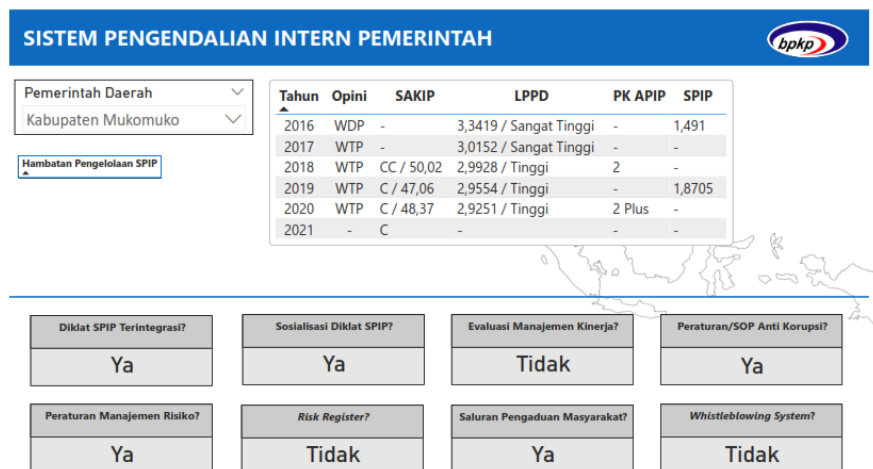 SISTEM PENGENDALIAN INTERN PEMERINTAH
bpkp
Pemerintah Daerah
Kabupaten Mukomuko
Hambatan Pengelolaan SPIP
Tahun Opini SAKIP LPPD PK APIP SPIP
2016 WDP - 3,3419 / Sangat Tinggi - 1,491
2017 WTP - 3,0152 / Sangat Tinggi - -
2018 WTP CC / 50,02 2,9928 / Tinggi 2 -
2019 WTP C / 47,06 2,9554 / Tinggi - 1,8705
2020 WTP C / 48,37 2,9251 / Tinggi 2 Plus -
2021 - C - - -
Diklat SPIP Terintegrasi? Sosialisasi Diklat SPIP? Evaluasi Manajemen Kinerja? Peraturan/SOP Anti Korupsi?
Ya Ya Tidak Ya
Peraturan Manajemen Risiko? Risk Register? Saluran Pengaduan Masyarakat? Whistleblowing System?
Ya Tidak Ya Tidak